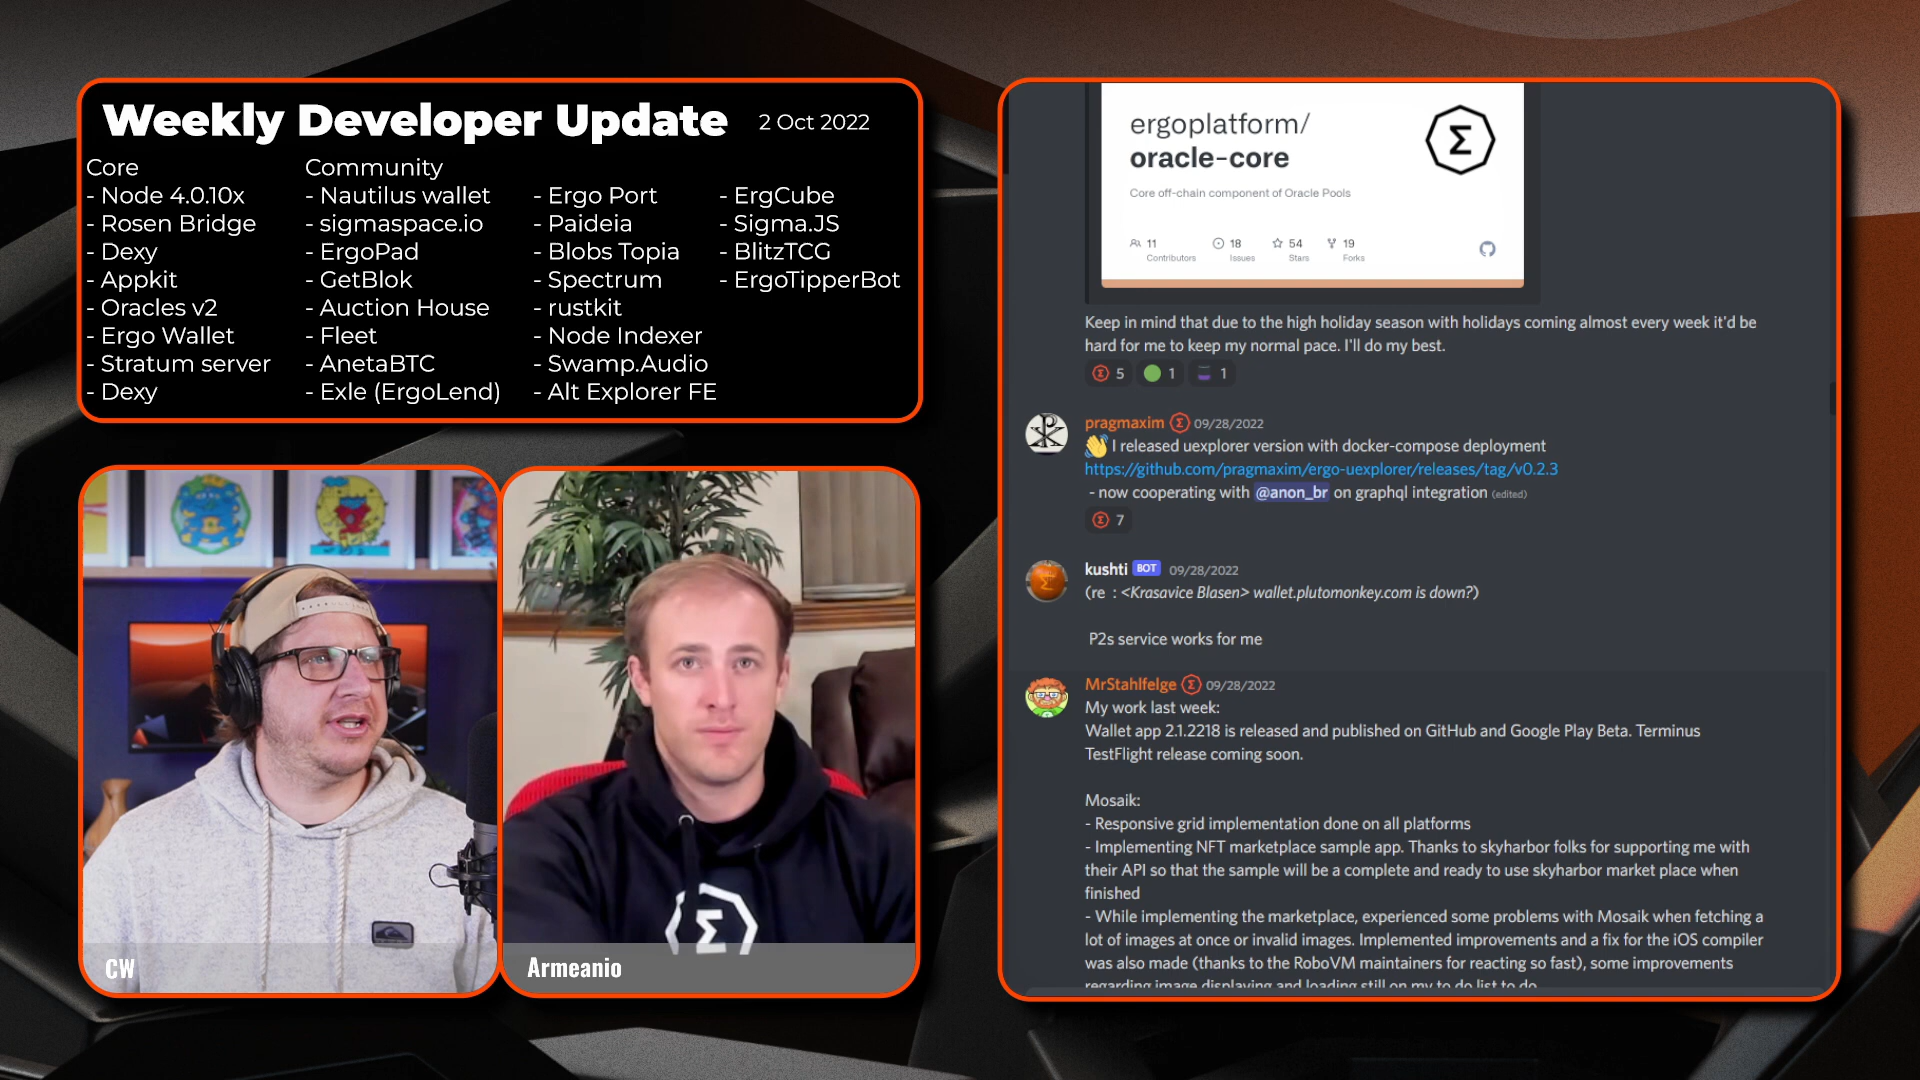 Weekly Developer Update 2 Oct 2022
Core
- Node 4.0.10x
- Rosen Bridge
- Dexy
- Appkit
- Oracles v2
- Ergo Wallet
- Stratum server
- Dexy
Community
- Nautilus wallet
- sigmaspace.io
- ErgoPad
- GetBlok
- Auction House
- Fleet
- AnetaBTC
- Exle (ErgoLend)
- Ergo Port
- Paideia
- Blobs Topia
- Spectrum
- rustkit
- Node Indexer
- Swamp.Audio
- Alt Explorer FE
- ErgCube
- Sigma.JS
- BlitzTCG
- ErgoTipperBot
CW
Armeanio
ergoplatform/
oracle-core
Core off-chain component of Oracle Pools
11 18 54 19
Contributors Issues Stars Forks
Keep in mind that due to the high holiday season with holidays coming almost every week it'd be
hard for me to keep my normal pace. I'll do my best.
5 1 1
pragmaxim Σ 09/28/2022
👋 I released uexplorer version with docker-compose deployment
https://github.com/pragmaxim/ergo-uexplorer/releases/tag/v0.2.3
- now cooperating with @anon_br on graphql integration (edited)
7
kushti BOT 09/28/2022
(re : <Krasavice Blasen> wallet.plutomonkey.com is down?)
P2s service works for me
MrStahlfelge Σ 09/28/2022
My work last week:
Wallet app 2.1.2218 is released and published on GitHub and Google Play Beta. Terminus
TestFlight release coming soon.
Mosaik:
- Responsive grid implementation done on all platforms
- Implementing NFT marketplace sample app. Thanks to skyharbor folks for supporting me with
their API so that the sample will be a complete and ready to use skyharbor market place when
finished
- While implementing the marketplace, experienced some problems with Mosaik when fetching a
lot of images at once or invalid images. Implemented improvements and a fix for the iOS compiler
was also made (thanks to the RoboVM maintainers for reacting so fast), some improvements
regarding image displaying and loading still on my to do list to do